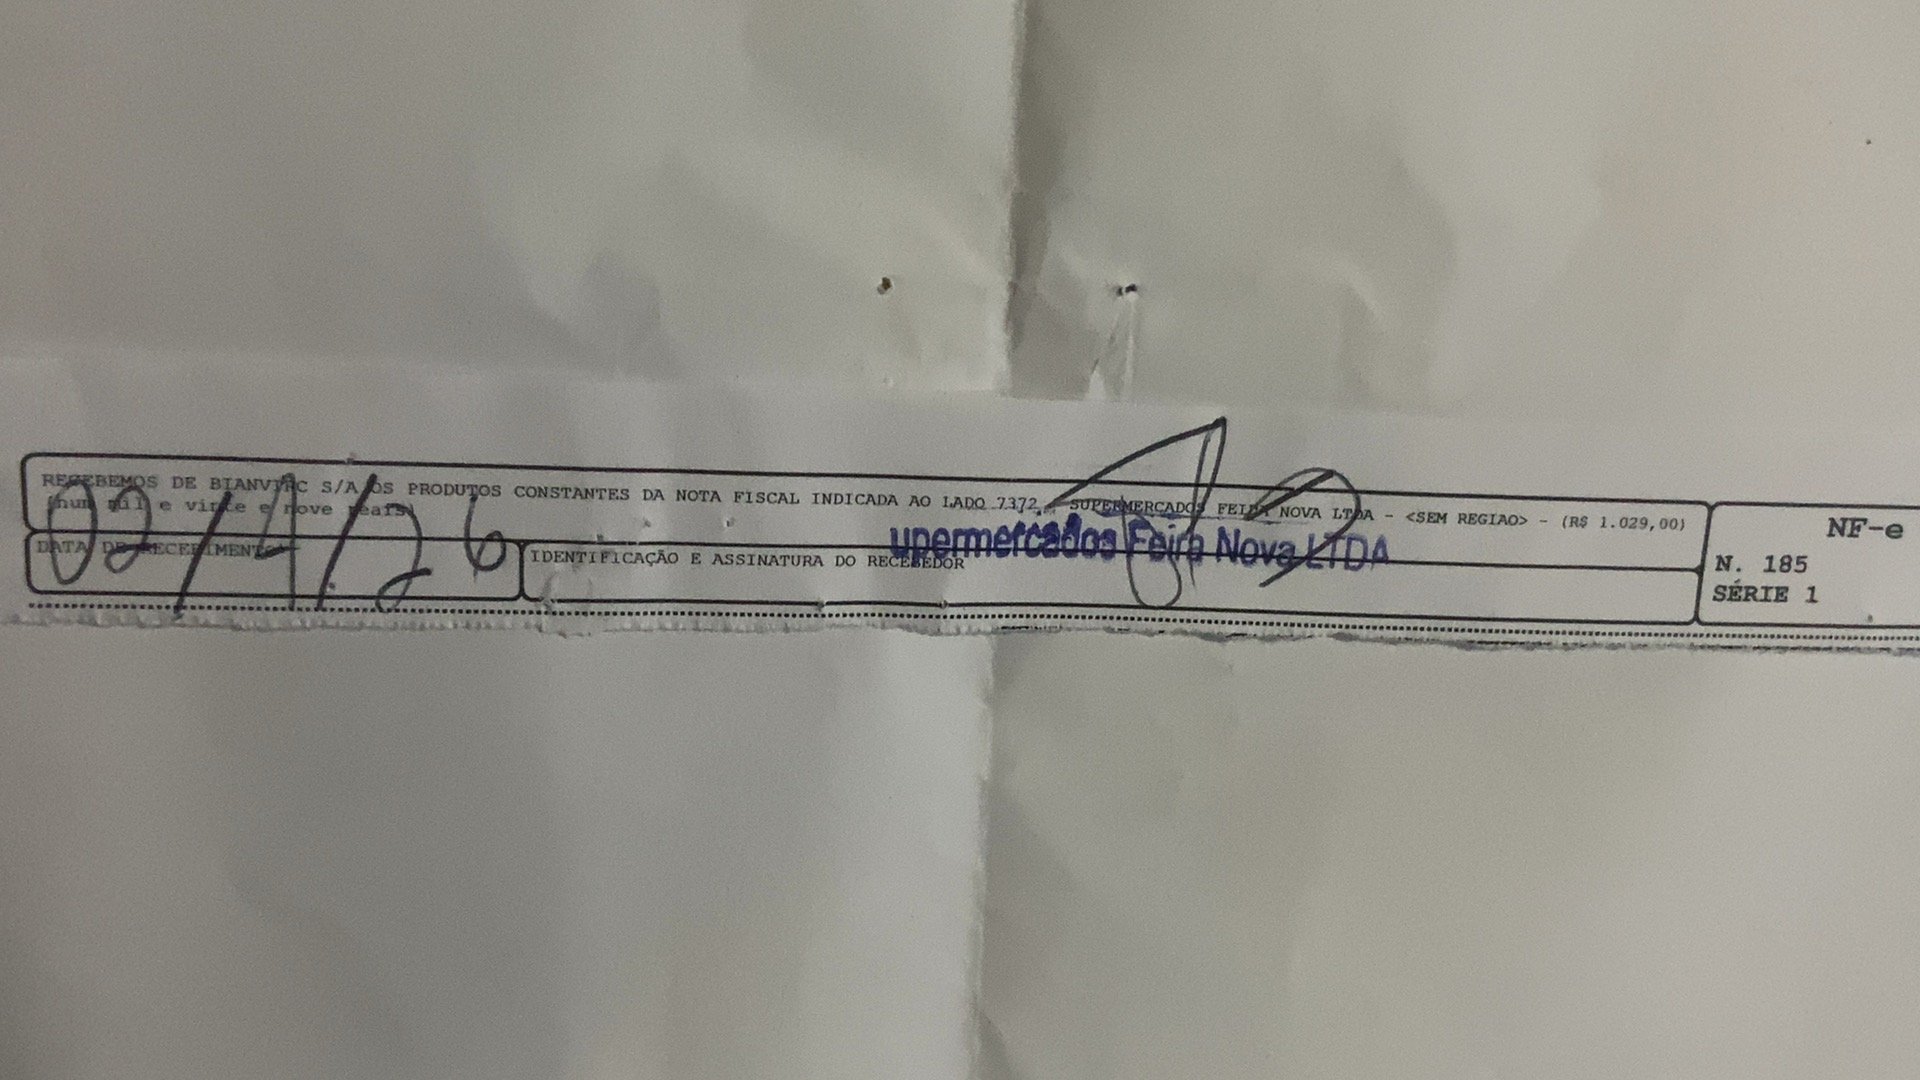 RECEBEMOS DE BIANVTRC S/A OS PRODUTOS CONSTANTES DA NOTA FISCAL INDICADA AO LADO 7372 - SUPERMERCADOS FEIRA NOVA LTDA - <SEM REGIAO> - (R$ 1.029,00)
(hum mil e vinte e nove reais)
DATA DE RECEBIMENTO
02/4/26
IDENTIFICAÇÃO E ASSINATURA DO RECEBEDOR
upermercados Feira Nova LTDA
NF-e
N. 185
SÉRIE 1